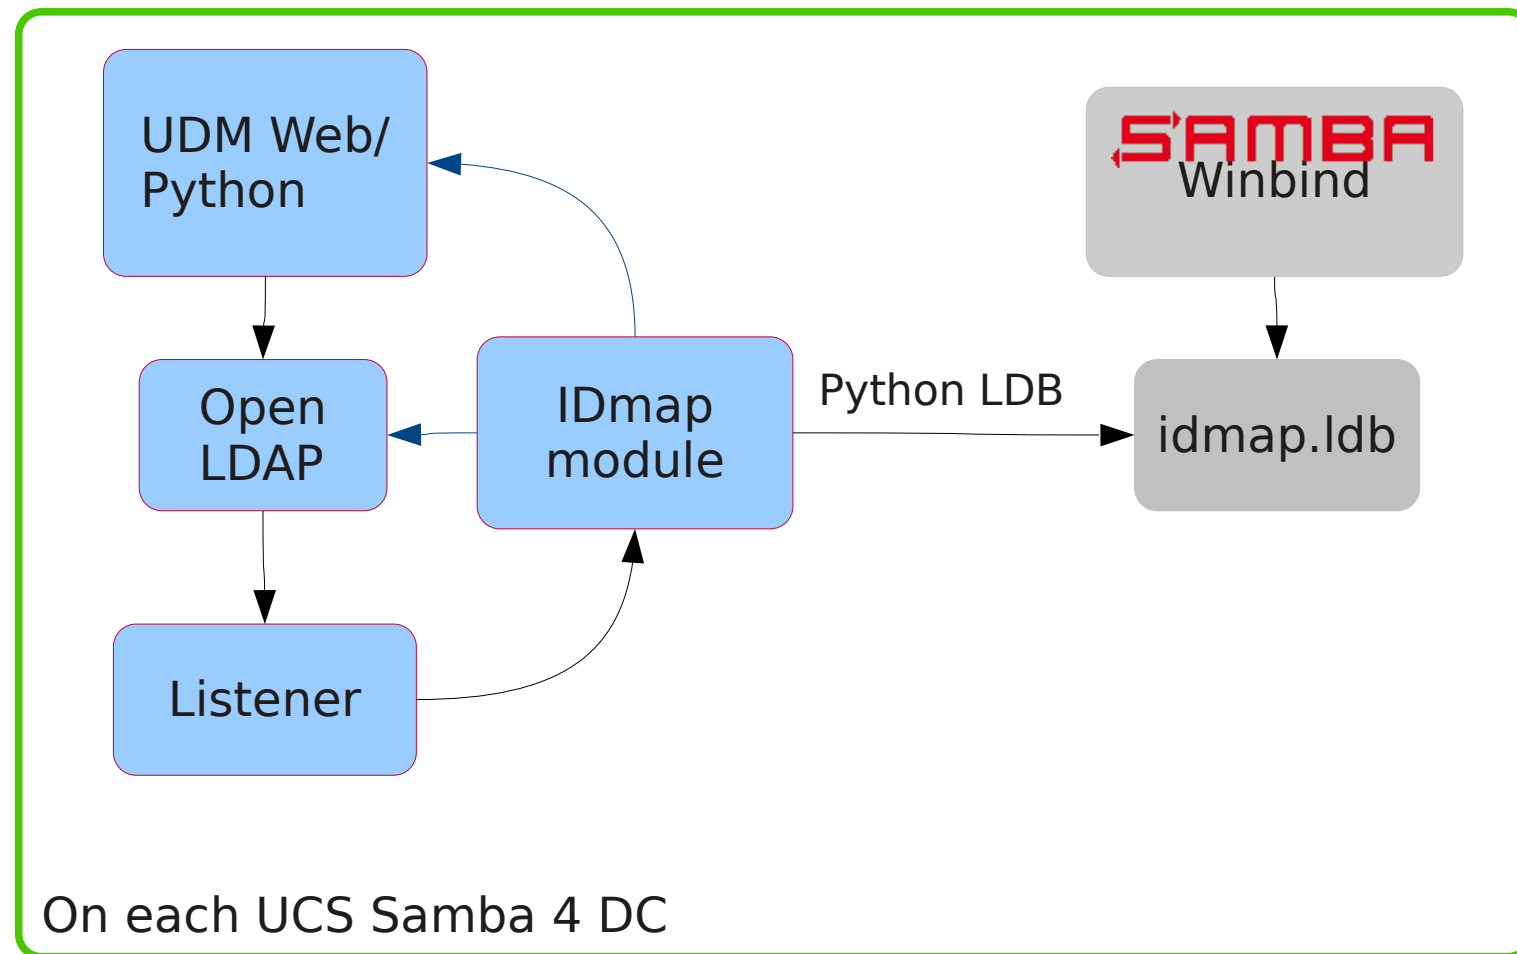 UDM Web/
Python
SAMBA
Winbind
Open
LDAP
IDmap
module
Python LDB
idmap.ldb
Listener
On each UCS Samba 4 DC